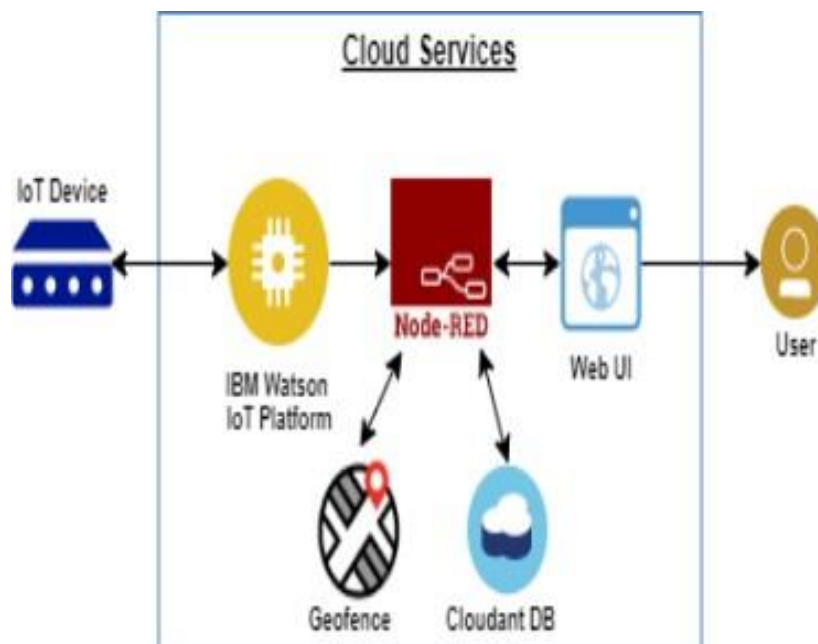 Cloud Services
IoT Device
Node-RED
IBM Watson
IoT Platform
Web UI
User
Geofence
Cloudant DB